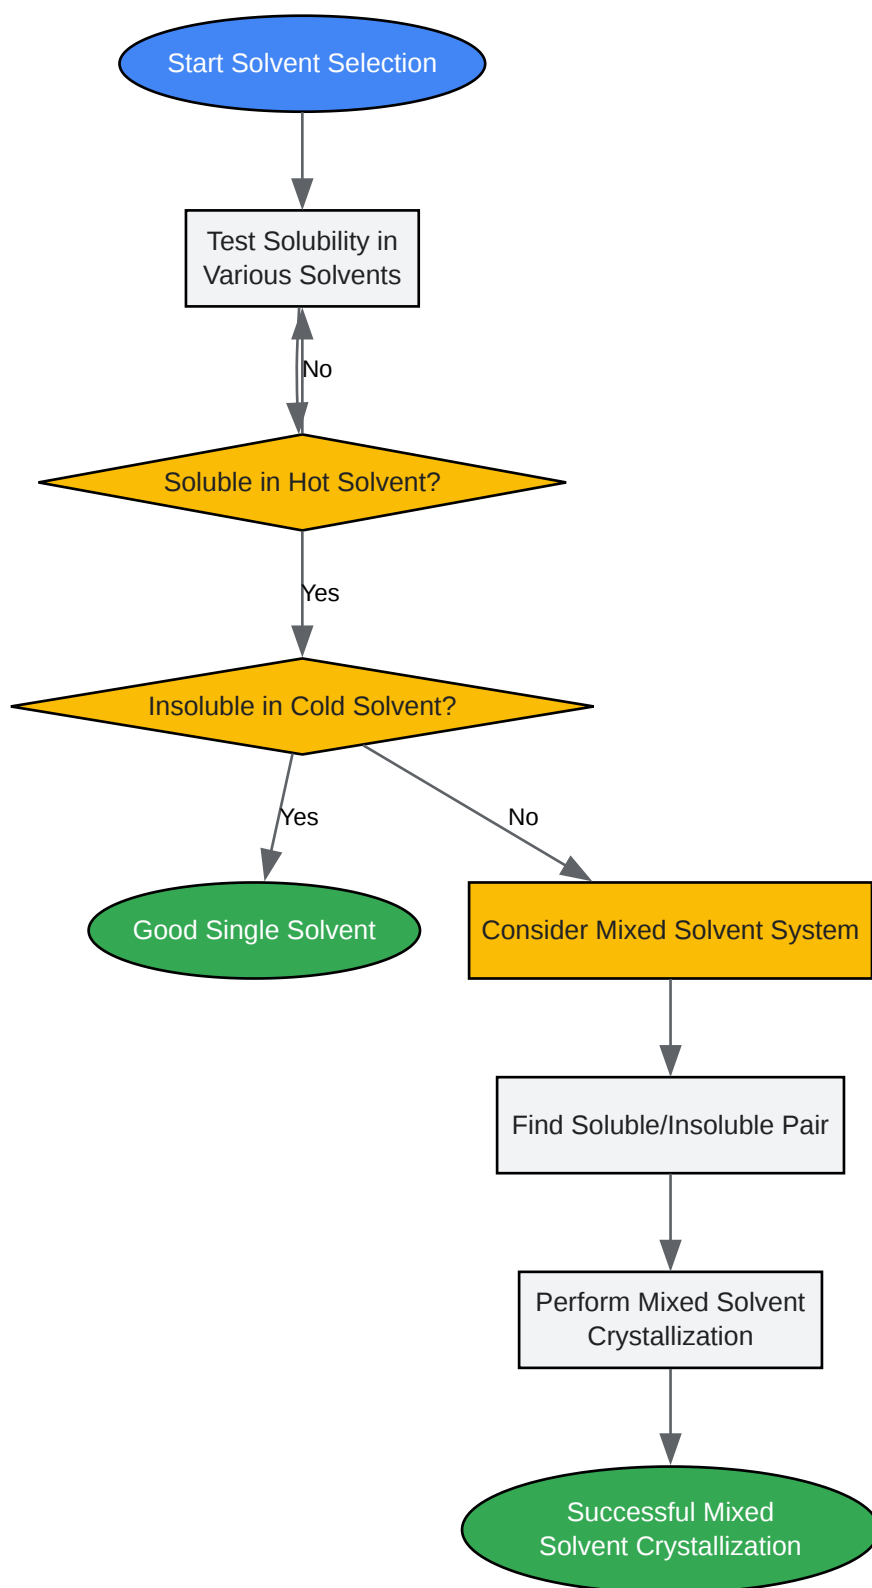 Start Solvent Selection
Test Solubility in
Various Solvents
No
Soluble in Hot Solvent?
Yes
Insoluble in Cold Solvent?
Yes
No
Good Single Solvent
Consider Mixed Solvent System
Find Soluble/Insoluble Pair
Perform Mixed Solvent
Crystallization
Successful Mixed
Solvent Crystallization